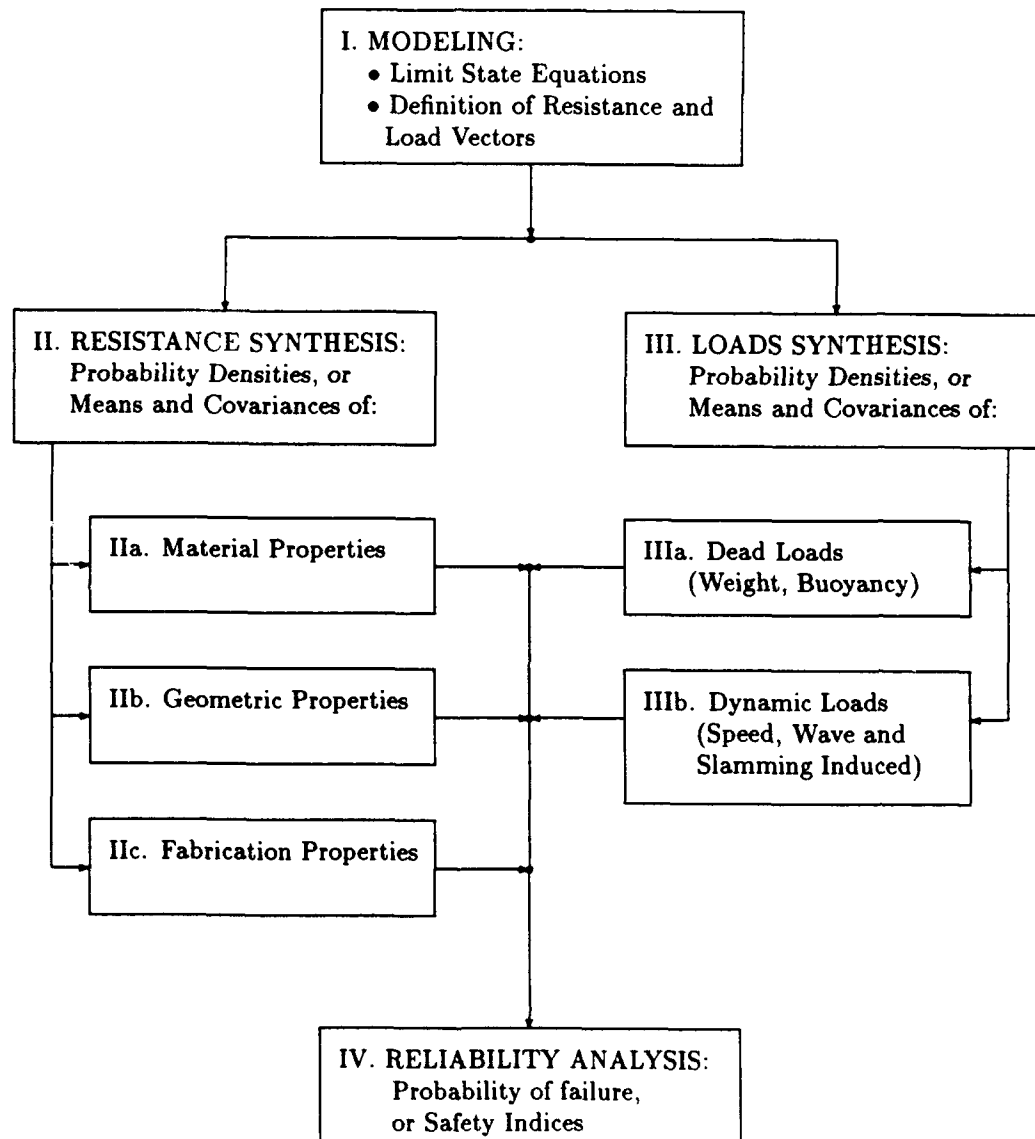 I. MODELING:
• Limit State Equations
• Definition of Resistance and
Load Vectors
II. RESISTANCE SYNTHESIS:
Probability Densities, or
Means and Covariances of:
III. LOADS SYNTHESIS:
Probability Densities, or
Means and Covariances of:
IIa. Material Properties
IIIa. Dead Loads
(Weight, Buoyancy)
IIb. Geometric Properties
IIIb. Dynamic Loads
(Speed, Wave and
Slamming Induced)
IIc. Fabrication Properties
IV. RELIABILITY ANALYSIS:
Probability of failure,
or Safety Indices